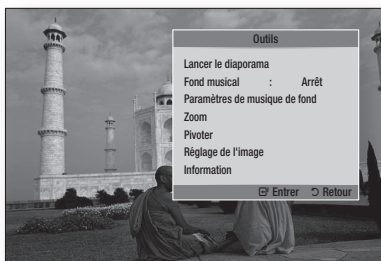 Outils
Lancer le diaporama
Fond musical : Arrêt
Paramètres de musique de fond
Zoom
Pivoter
Réglage de l'image
Information
Entrer Retour